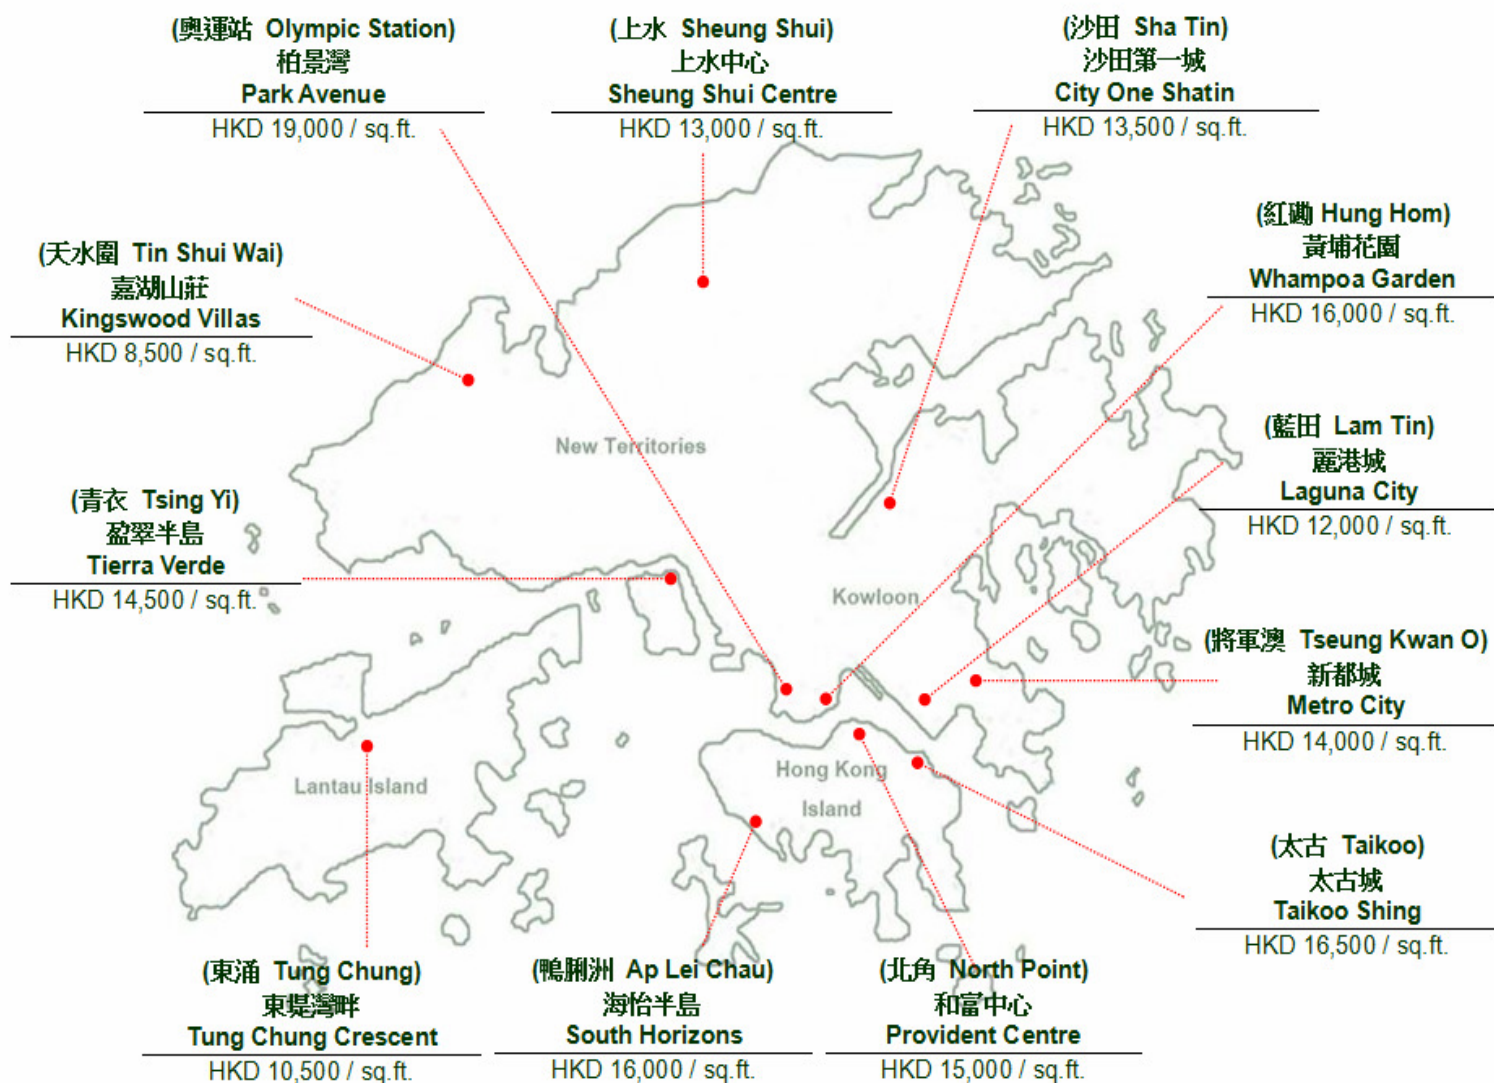 (奧運站 Olympic Station)
柏景灣
Park Avenue
HKD 19,000 / sq.ft.
(上水 Sheung Shui)
上水中心
Sheung Shui Centre
HKD 13,000 / sq.ft.
(沙田 Sha Tin)
沙田第一城
City One Shatin
HKD 13,500 / sq.ft.
(天水圍 Tin Shui Wai)
嘉湖山莊
Kingswood Villas
HKD 8,500 / sq.ft.
(紅磡 Hung Hom)
黃埔花園
Whampoa Garden
HKD 16,000 / sq.ft.
New Territories
(藍田 Lam Tin)
麗港城
Laguna City
HKD 12,000 / sq.ft.
(青衣 Tsing Yi)
盈翠半島
Tierra Verde
HKD 14,500 / sq.ft.
Kowloon
(將軍澳 Tseung Kwan O)
新都城
Metro City
HKD 14,000 / sq.ft.
Lantau Island
Hong Kong
Island
(太古 Taikoo)
太古城
Taikoo Shing
HKD 16,500 / sq.ft.
(東涌 Tung Chung)
東堤灣畔
Tung Chung Crescent
HKD 10,500 / sq.ft.
(鴨脷洲 Ap Lei Chau)
海怡半島
South Horizons
HKD 16,000 / sq.ft.
(北角 North Point)
和富中心
Provident Centre
HKD 15,000 / sq.ft.